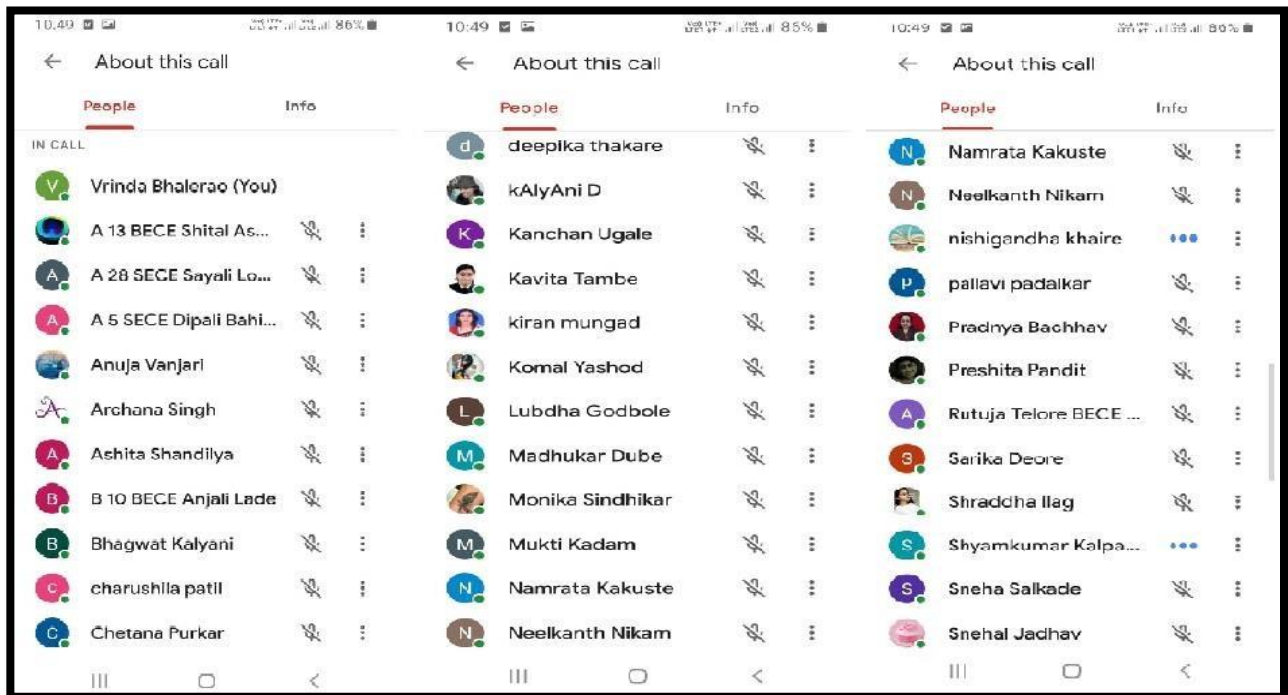 10:49 86%
About this call
People Info
IN CALL
V Vrinda Bhalerao (You)
A 13 BECE Shital As...
A A 28 SECE Sayali Lo...
A A 5 SECE Dipali Bahi...
Anuja Vanjari
A Archana Singh
A Ashita Shandilya
B B 10 BECE Anjali Lade
B Bhagwat Kalyani
c charushila patil
C Chetana Purkar
10:49 86%
About this call
People Info
d deepika thakare
kAlyAni D
K Kanchan Ugale
Kavita Tambe
kiran mungad
Komal Yashod
L Lubdha Godbole
M Madhukar Dube
Monika Sindhikar
M Mukti Kadam
N Namrata Kakuste
N Neelkanth Nikam
10:49 86%
About this call
People Info
N Namrata Kakuste
N Neelkanth Nikam
nishigandha khaire
p pallavi padalkar
Pradnya Bachhav
Preshita Pandit
A Rutuja Telore BECE ...
Sarika Deore
Shraddha Ilag
S Shyamkumar Kalpa...
S Sneha Salkade
Snehal Jadhav